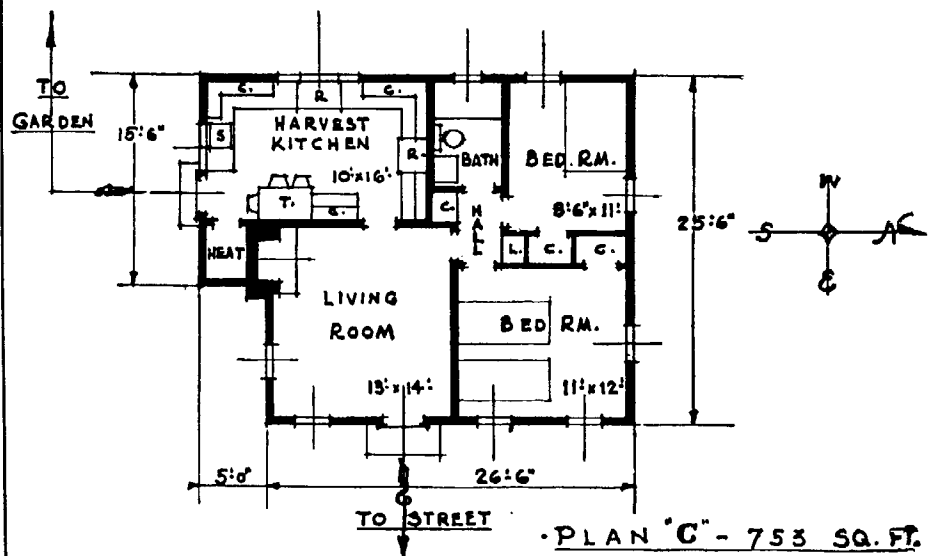 TO
GARDEN
15'-6"
C.
R
C.
S
HARVEST
KITCHEN
R
10'x16'
T.
C.
BATH
BED. RM.
8'-6"x11'
C.
HALL
L.
C.
C.
HEAT
LIVING
ROOM
13'x14'
BED RM.
11'x12'
25'-6"
W
S
E
5'-0"
26'-6"
TO STREET
·PLAN "C" - 753 SQ. FT.